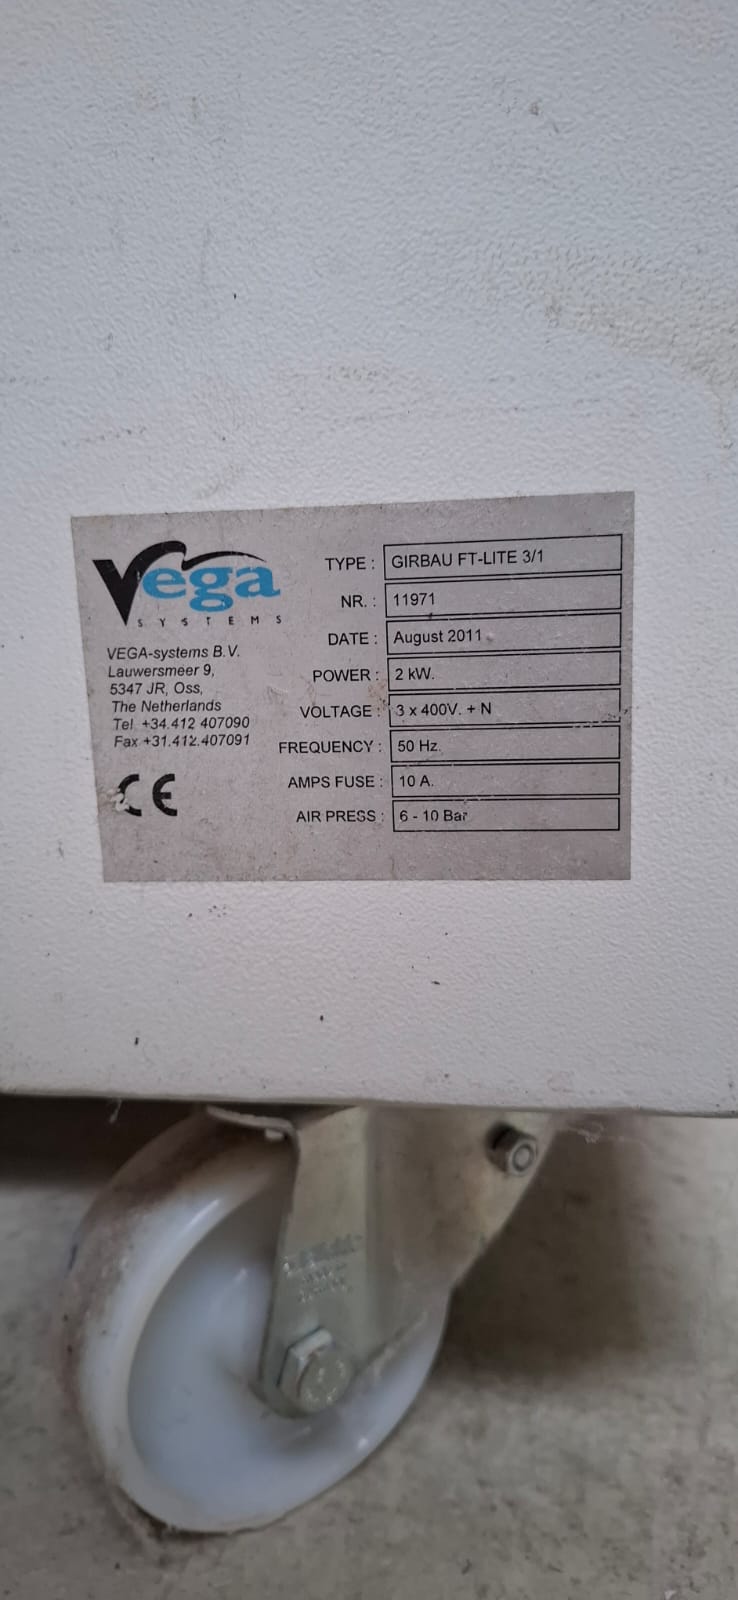 Vega
SYSTEMS
VEGA-systems B.V.
Lauwersmeer 9,
5347 JR, Oss,
The Netherlands
Tel +34.412 407090
Fax +31.412.407091
CE
TYPE : GIRBAU FT-LITE 3/1
NR. : 11971
DATE : August 2011
POWER : 2 kW.
VOLTAGE : 3 x 400V. + N
FREQUENCY : 50 Hz.
AMPS FUSE : 10 A.
AIR PRESS : 6 - 10 Bar